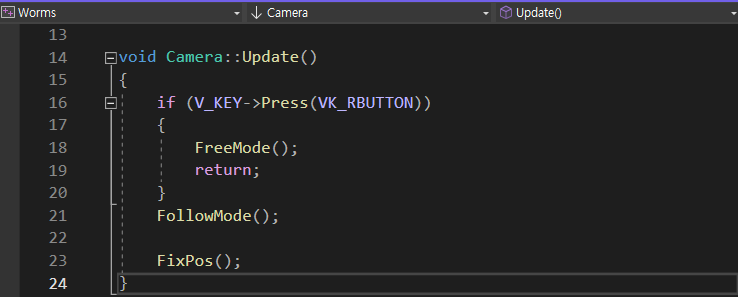 Worms Camera Update()
13
14 void Camera::Update()
15 {
16 if (V_KEY->Press(VK_RBUTTON))
17 {
18 FreeMode();
19 return;
20 }
21 FollowMode();
22
23 FixPos();
24 }